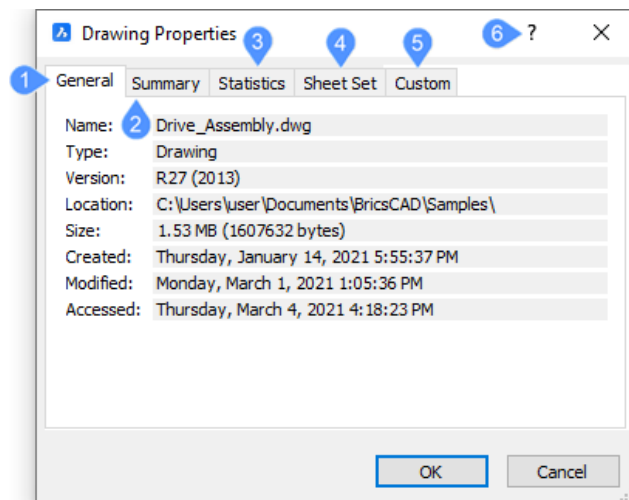 Drawing Properties 6 ?
3 4 5
1 General Summary Statistics Sheet Set Custom
2
Name: Drive_Assembly.dwg
Type: Drawing
Version: R27 (2013)
Location: C:\Users\user\Documents\BricsCAD\Samples\
Size: 1.53 MB (1607632 bytes)
Created: Thursday, January 14, 2021 5:55:37 PM
Modified: Monday, March 1, 2021 1:05:36 PM
Accessed: Thursday, March 4, 2021 4:18:23 PM
OK Cancel